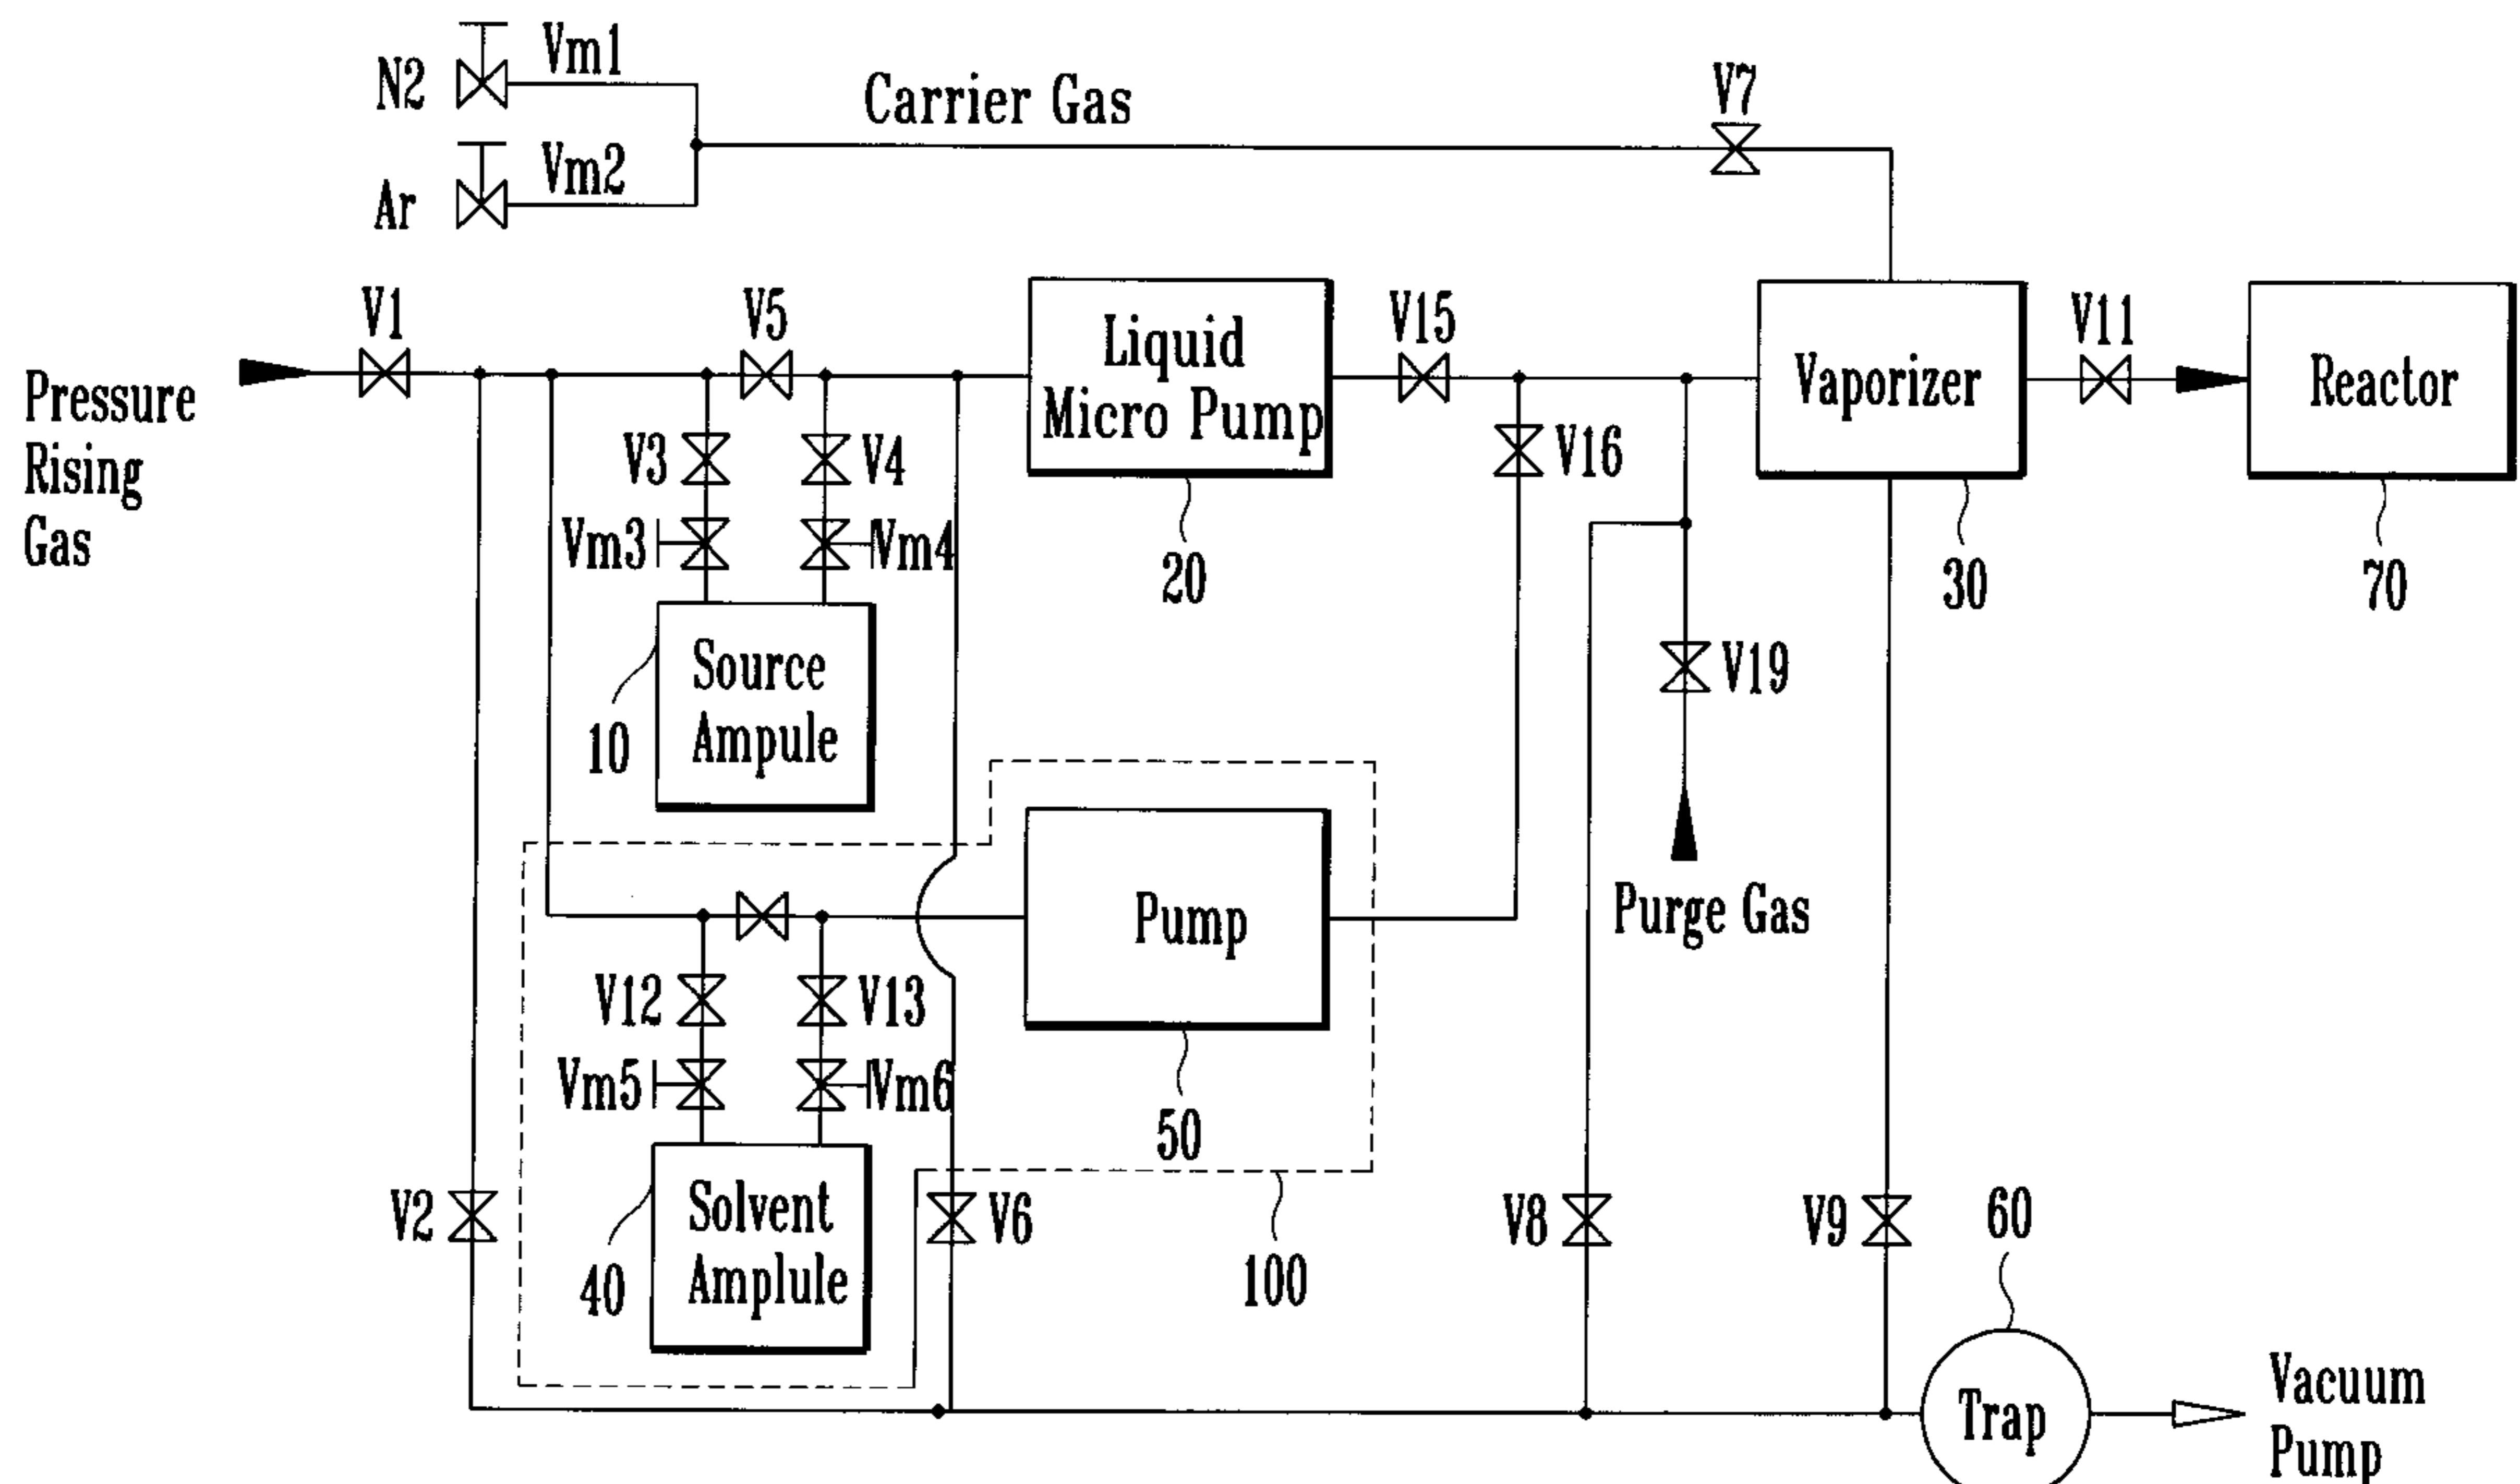 N2
Vm1
Carrier Gas
V7
Ar
Vm2
Pressure
Rising
Gas
V1
V5
Liquid
Micro Pump
V15
Vaporizer
V11
Reactor
V3
V4
V16
Vm3
Vm4
20
30
70
Source
Ampule
10
V19
Purge Gas
Pump
V12
V13
Vm5
Vm6
50
Solvent
Amplule
40
V2
V6
100
V8
V9
60
Trap
Vacuum
Pump